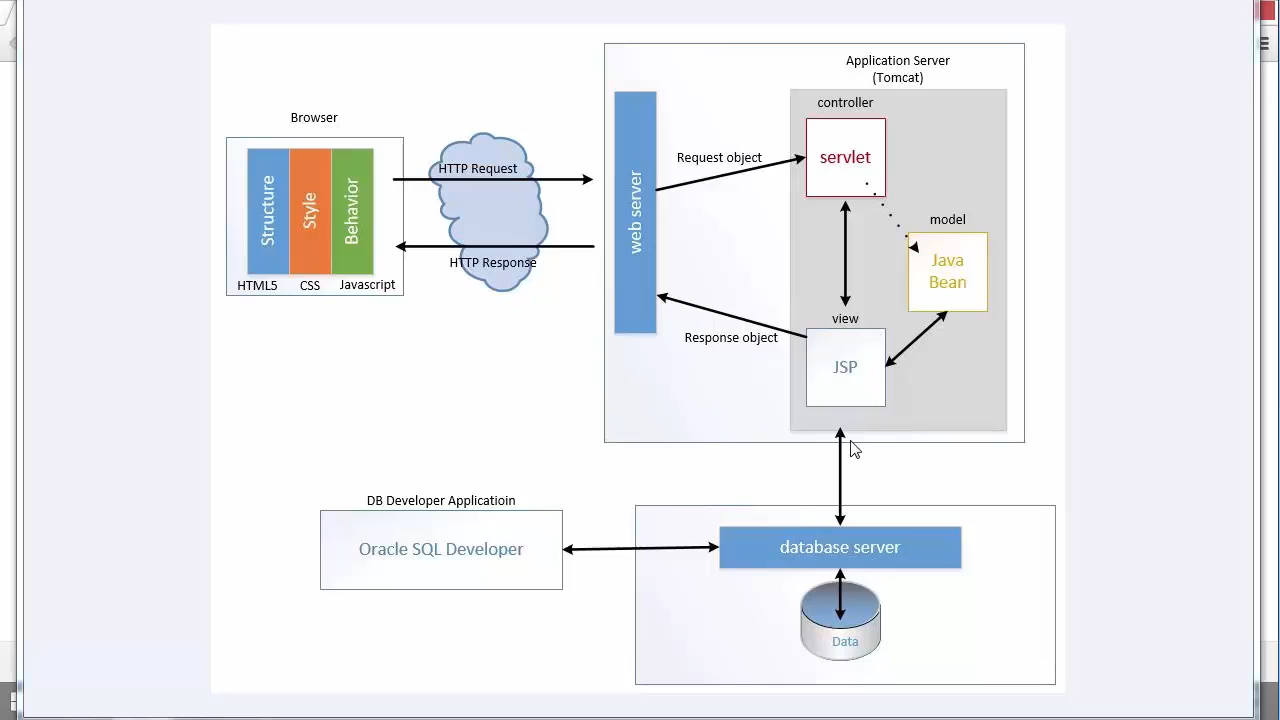 Browser
Structure
Style
Behavior
HTML5
CSS
Javascript
HTTP Request
HTTP Response
web server
Request object
Response object
Application Server
(Tomcat)
controller
servlet
model
Java
Bean
view
JSP
DB Developer Applicatioin
Oracle SQL Developer
database server
Data